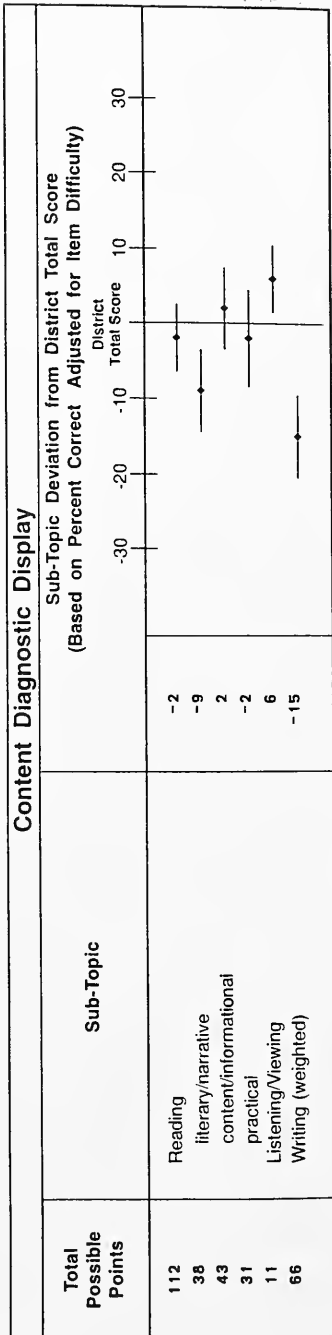 Content Diagnostic Display
Total
Possible
Points
Sub-Topic
Sub-Topic Deviation from District Total Score
(Based on Percent Correct Adjusted for Item Difficulty)
District
Total Score
-30 -20 -10 10 20 30
112 Reading -2
38 literary/narrative -9
43 content/informational 2
31 practical -2
11 Listening/Viewing 6
66 Writing (weighted) -15